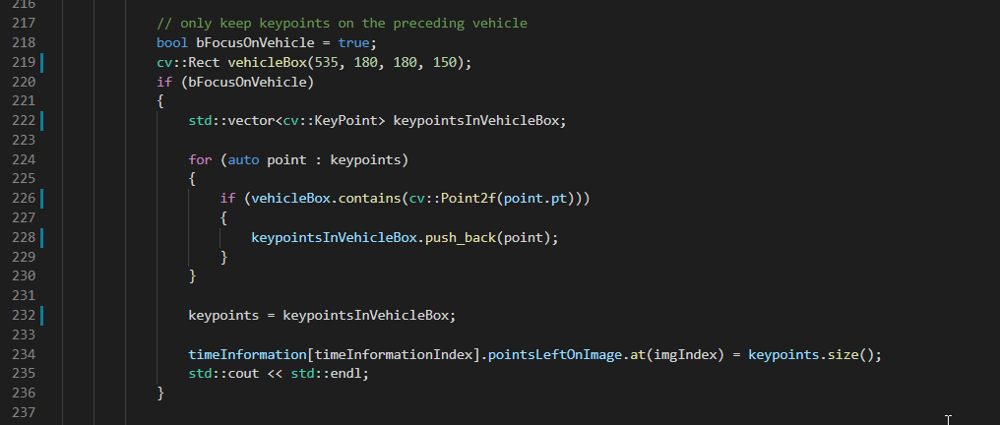 216
217 // only keep keypoints on the preceding vehicle
218 bool bFocusOnVehicle = true;
219 cv::Rect vehicleBox(535, 180, 180, 150);
220 if (bFocusOnVehicle)
221 {
222 std::vector<cv::KeyPoint> keypointsInVehicleBox;
223
224 for (auto point : keypoints)
225 {
226 if (vehicleBox.contains(cv::Point2f(point.pt)))
227 {
228 keypointsInVehicleBox.push_back(point);
229 }
230 }
231
232 keypoints = keypointsInVehicleBox;
233
234 timeInformation[timeInformationIndex].pointsLeftOnImage.at(imgIndex) = keypoints.size();
235 std::cout << std::endl;
236 }
237